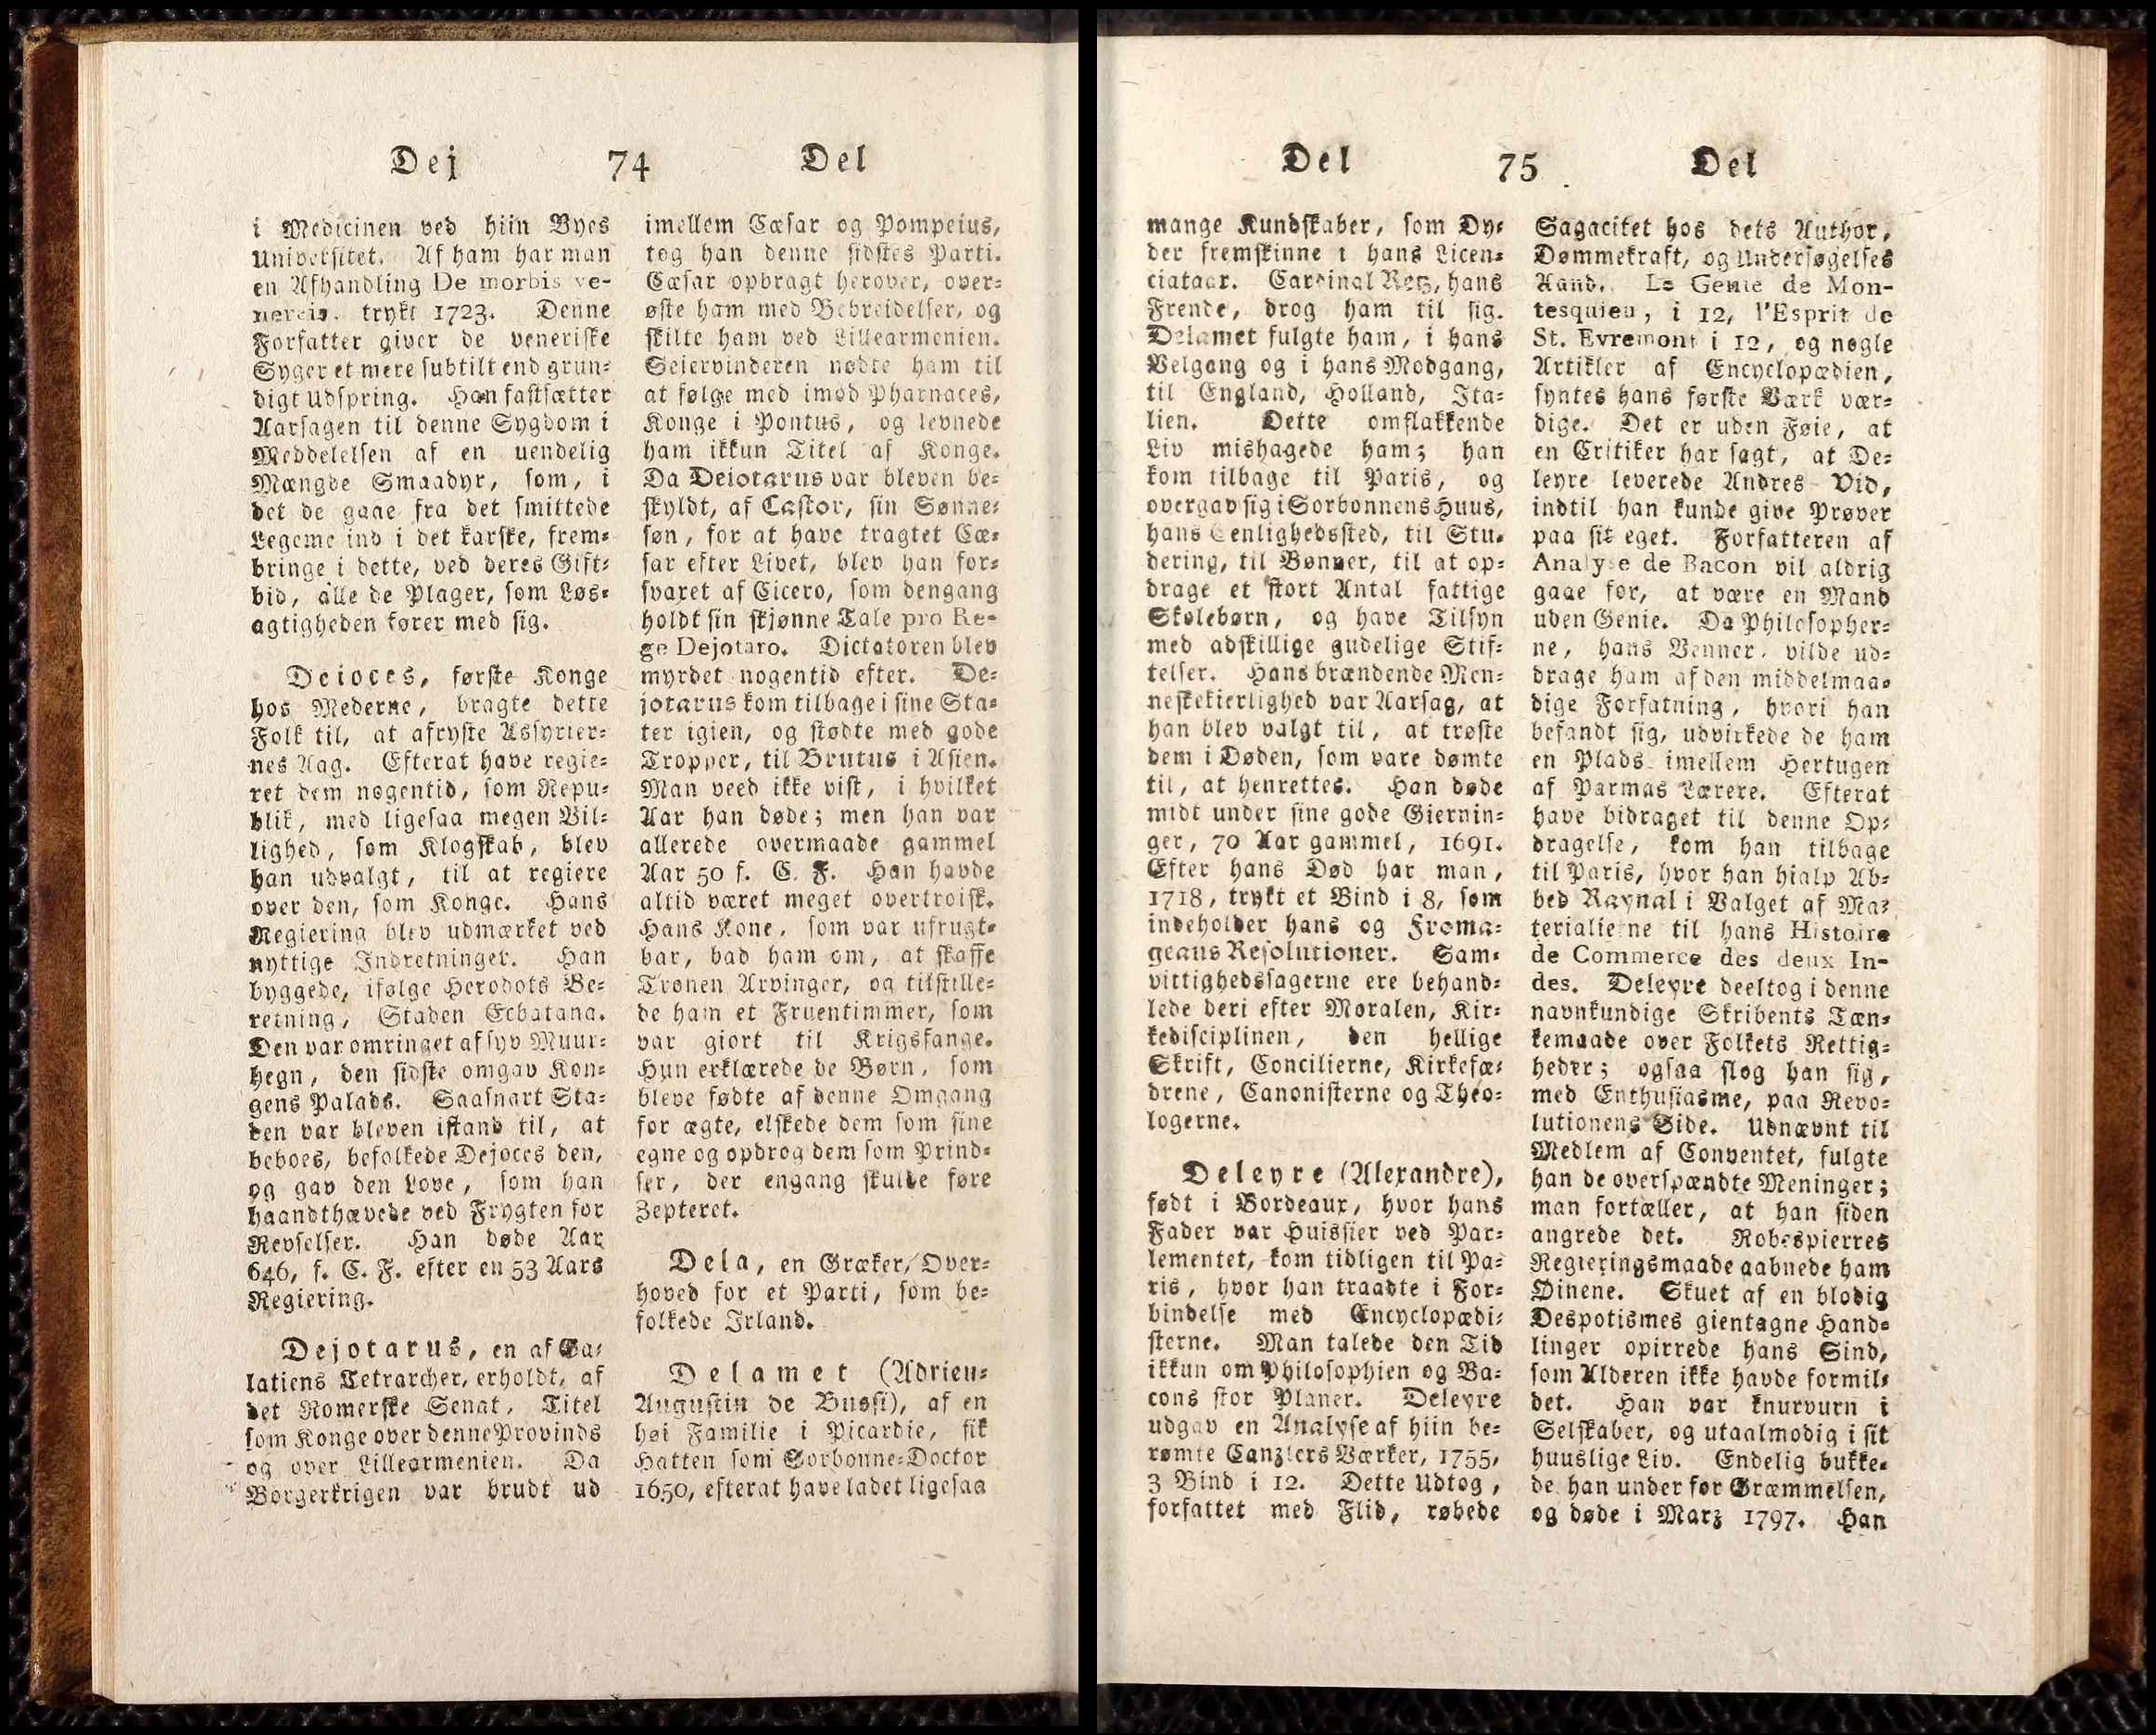 Dej 74 Del
i Medicinen ved hiin Byes
Universitet. Af ham har man
en Afhandling De morbis ve-
nereis, trykt 1723. Denne
Forfatter giver de veneriske
Syger et mere subtilt end grun-
digt Udspring. Han fastsætter
Aarsagen til denne Sygdom i
Meddelelsen af en uendelig
Mængde Smaadyr, som, i
det de gaae fra det smittede
Legeme ind i det karske, frem-
bringe i dette, ved deres Gift-
bid, alle de Plager, som Løs-
agtigheden fører med sig.
Dejoces, første Konge
hos Mederne, bragte dette
Folk til, at afryste Assyrier-
nes Aag. Efterat have regie-
ret dem nogentid, som Repu-
blik, med ligesaa megen Bil-
lighed, som Klogskab, blev
han udvalgt, til at regiere
over den, som Konge. Hans
Regiering blev udmærket ved
nyttige Indretninger. Han
byggede, ifølge Herodots Be-
retning, Staden Ecbatana.
Den var omringet af syv Muur-
hegn, den sidste omgav Kon-
gens Palads. Saasnart Sta-
den var bleven istand til, at
beboes, befolkede Dejoces den,
og gav den Love, som han
haandthævede ved Frygten for
Revselser. Han døde Aar
646, f. C. F. efter en 53 Aars
Regiering.
Dejotarus, en af Ga-
latiens Tetrarcher, erholdt, af
det Romerske Senat, Titel
som Konge over denne Provinds
og over Lillearmenien. Da
Borgerkrigen var brudt ud
imellem Cæsar og Pompeius,
tog han denne sidstes Parti.
Cæsar opbragt herover, over-
øste ham med Bebreidelser, og
skilte ham ved Lillearmenien.
Seiervinderen nødte ham til
at følge med imod Pharnaces,
Konge i Pontus, og levnede
ham ikkun Titel af Konge.
Da Dejotarus var bleven be-
skyldt, af Castor, sin Sønne-
søn, for at have tragtet Cæ-
sar efter Livet, blev han for-
svaret af Cicero, som dengang
holdt sin skjønne Tale pro Re-
ge Dejotaro. Dictatoren blev
myrdet nogentid efter. De-
jotarus kom tilbage i sine Sta-
ter igien, og stødte med gode
Tropper, til Brutus i Asien.
Man veed ikke vist, i hvilket
Aar han døde; men han var
allerede overmaade gammel
Aar 50 f. C. F. Han havde
altid været meget overtroisk.
Hans Kone, som var ufrugt-
bar, bad ham om, at skaffe
Tronen Arvinger, og tilstille-
de ham et Fruentimmer, som
var giort til Krigsfange.
Hun erklærede de Børn, som
bleve fødte af denne Omgang
for ægte, elskede dem som sine
egne og opdrog dem som Prind-
ser, der engang skulde føre
Zepteret.
Dela, en Græker, Over-
hoved for et Parti, som be-
folkede Irland.
Delamet (Adrien-
Augustin de Bussi), af en
høi Familie i Picardie, fik
Hatten som Sorbonne-Doctor
1650, efterat have ladet ligesaa
Del 75 Del
mange Kundskaber, som Dy-
der fremskinne i hans Licen-
ciataar. Cardinal Retz, hans
Frende, drog ham til sig.
Delamet fulgte ham, i hans
Velgang og i hans Modgang,
til England, Holland, Ita-
lien. Dette omflakkende
Liv mishagede ham; han
kom tilbage til Paris, og
overgav sig i Sorbonnens Huus,
hans Eenlighedssted, til Stu-
dering, til Bønner, til at op-
drage et stort Antal fattige
Skolebørn, og have Tilsyn
med adskillige gudelige Stif-
telser. Hans brændende Men-
neskekierlighed var Aarsag, at
han blev valgt til, at trøste
dem i Døden, som vare dømte
til, at henrettes. Han døde
midt under sine gode Giernin-
ger, 70 Aar gammel, 1691.
Efter hans Død har man,
1718, trykt et Bind i 8, som
indeholder hans og Froma-
geaus Resolutioner. Sam-
vittighedssagerne ere behand-
lede deri efter Moralen, Kir-
kedisciplinen, den hellige
Skrift, Concilierne, Kirkefæ-
drene, Canonisterne og Theo-
logerne.
Deleyre (Alexandre),
født i Bordeaux, hvor hans
Fader var Huissier ved Par-
lementet, kom tidligen til Pa-
ris, hvor han traadte i For-
bindelse med Encyclopædi-
sterne. Man talede den Tid
ikkun om Philosophien og Ba-
cons stor Planer. Deleyre
udgav en Analyse af hiin be-
rømte Canzlers Værker, 1755,
3 Bind i 12. Dette Udtog,
forfattet med Flid, røbede
Sagacitet hos dets Author,
Dømmekraft, og Undersøgelses
Aand. Le Genie de Mon-
tesquieu, i 12, l'Esprit de
St. Evremont i 12, og nogle
Artikler af Encyclopædien,
syntes hans første Værk vær-
dige. Det er uden Føie, at
en Critiker har sagt, at De-
leyre leverede Andres Vid,
indtil han kunde give Prøver
paa sit eget. Forfatteren af
Analyse de Bacon vil aldrig
gaae for, at være en Mand
uden Genie. Da Philosopher-
ne, hans Venner, vilde ud-
drage ham af den middelmaa-
dige Forfatning, hvori han
befandt sig, udvirkede de ham
en Plads imellem Hertugen
af Parmas Lærere. Efterat
have bidraget til denne Op-
dragelse, kom han tilbage
til Paris, hvor han hialp Ab-
bed Raynal i Valget af Ma-
terialierne til hans Histoire
de Commerce des deux In-
des. Deleyre deeltog i denne
navnkundige Skribents Tæn-
kemaade over Folkets Rettig-
heder; ogsaa slog han sig,
med Enthusiasme, paa Revo-
lutionens Side. Udnævnt til
Medlem af Conventet, fulgte
han de overspændte Meninger;
man fortæller, at han siden
angrede det. Robespierres
Regieringsmaade aabnede ham
Øinene. Skuet af en blodig
Despotismes gientagne Hand-
linger opirrede hans Sind,
som Alderen ikke havde formil-
det. Han var knurvurn i
Selskaber, og utaalmodig i sit
huuslige Liv. Endelig bukke-
de han under for Græmmelsen,
og døde i Marz 1797. Han